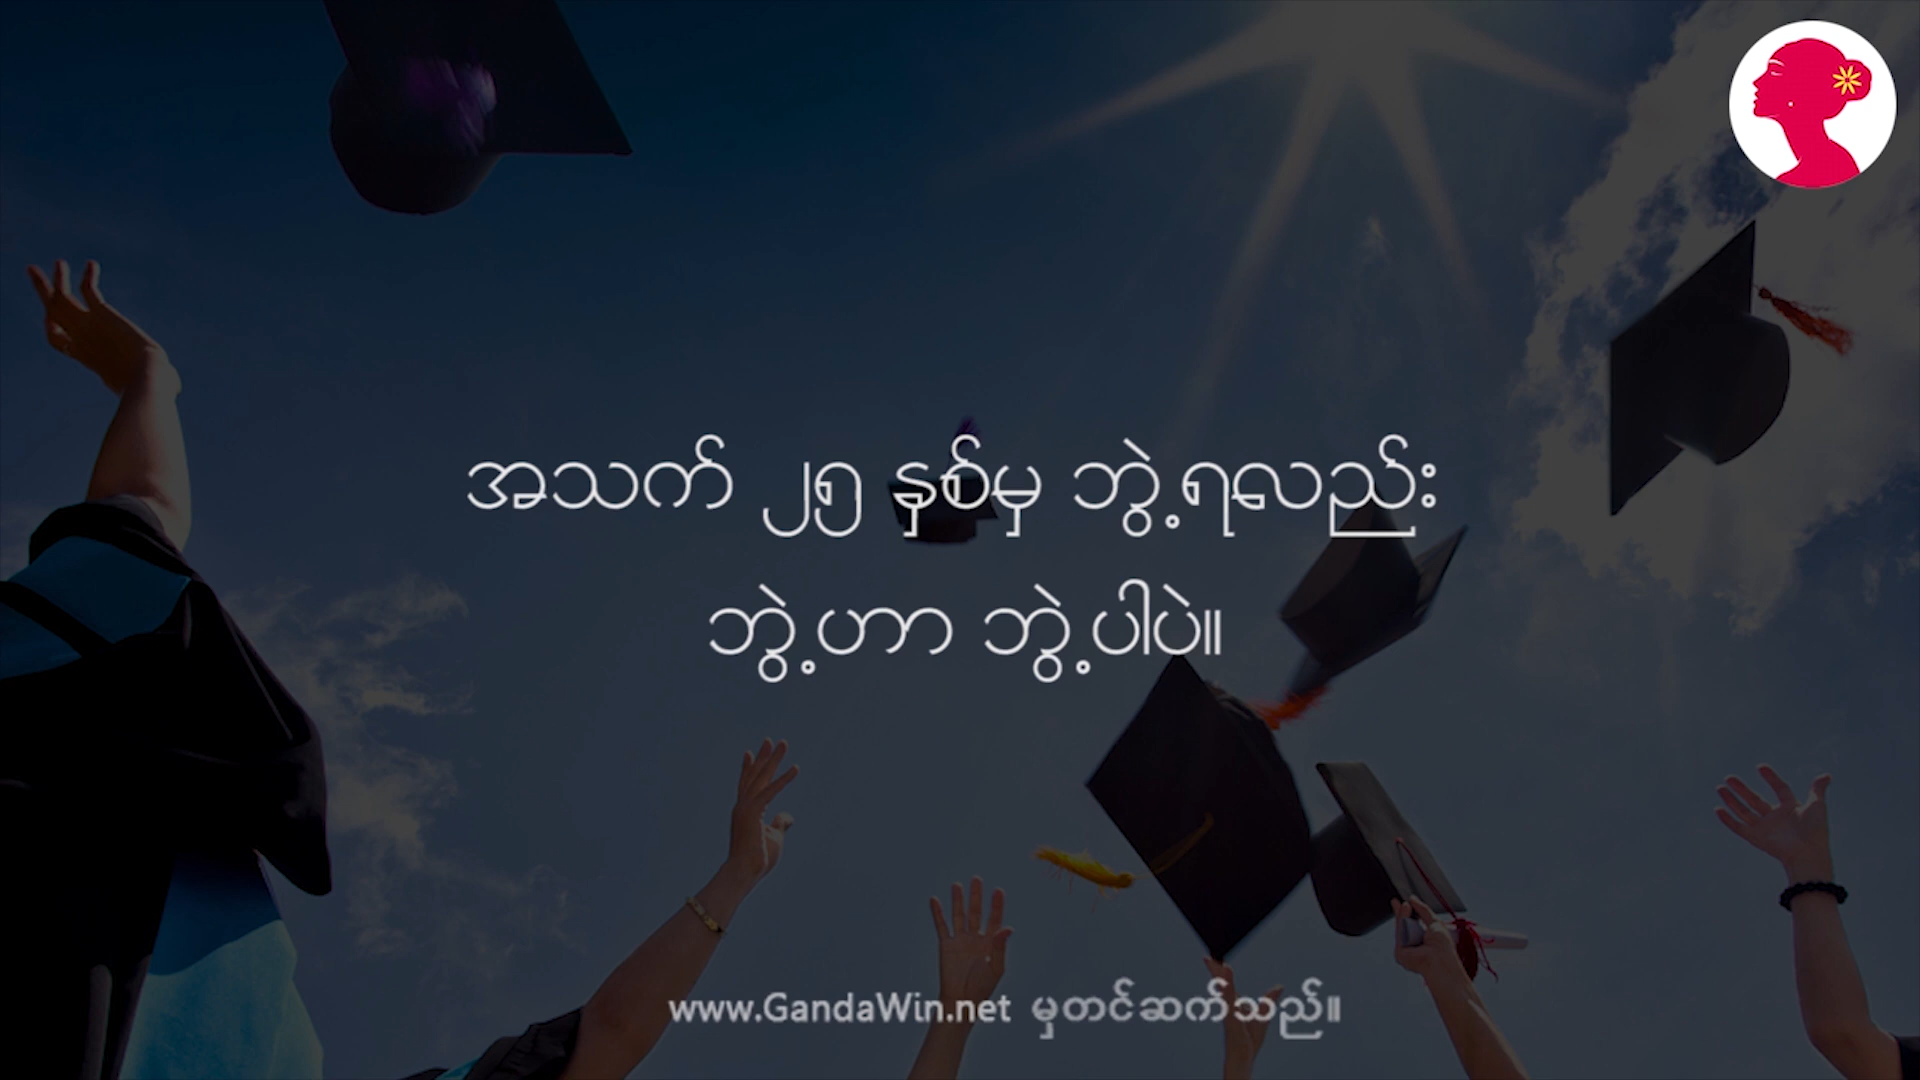 အသက် ၂၅ နှစ်မှ ဘွဲ့ရလည်း
ဘွဲ့ဟာ ဘွဲ့ပါပဲ။
www.GandaWin.net မှတင်ဆက်သည်။